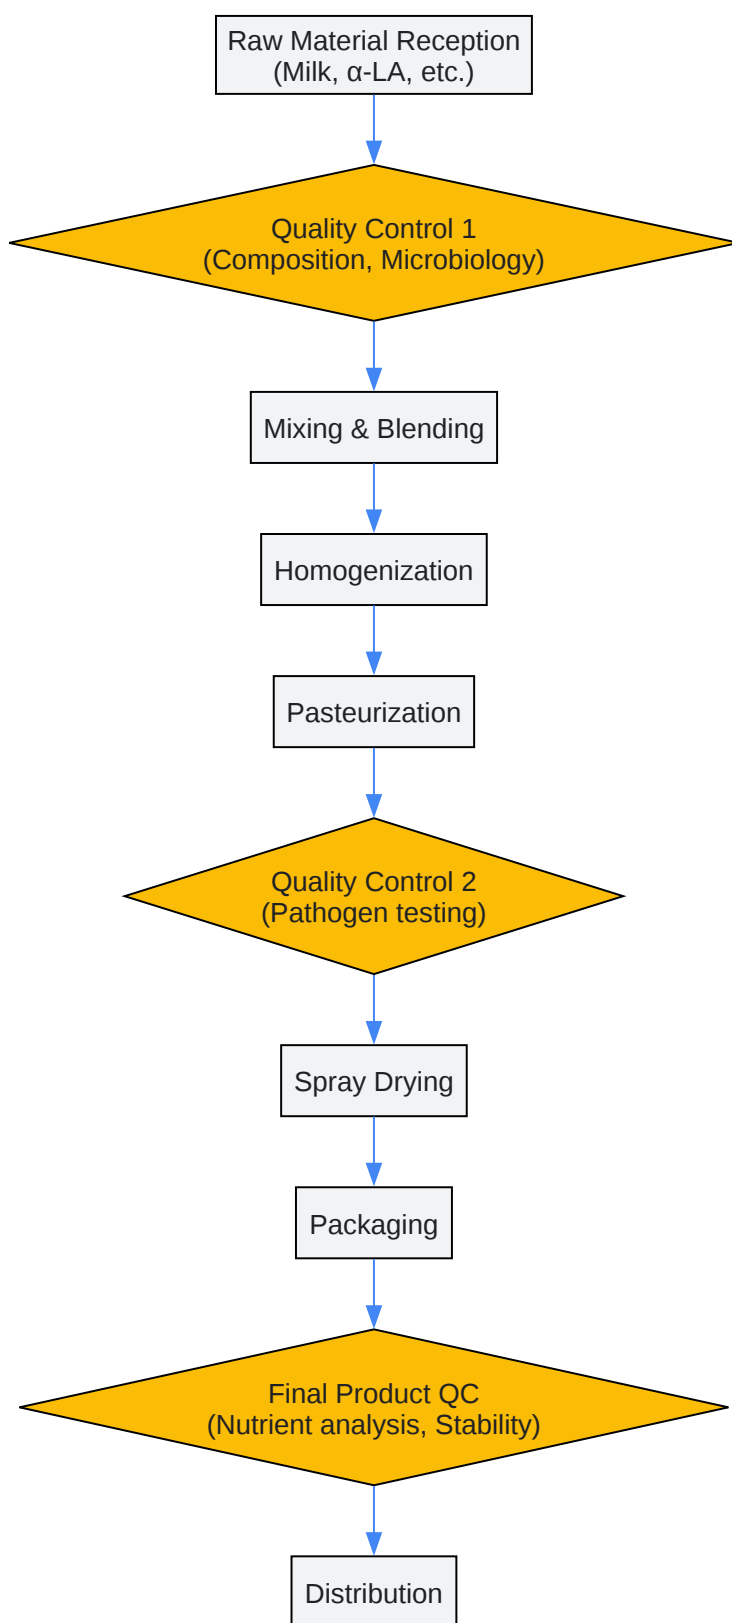 Raw Material Reception
(Milk, α-LA, etc.)
Quality Control 1
(Composition, Microbiology)
Mixing & Blending
Homogenization
Pasteurization
Quality Control 2
(Pathogen testing)
Spray Drying
Packaging
Final Product QC
(Nutrient analysis, Stability)
Distribution